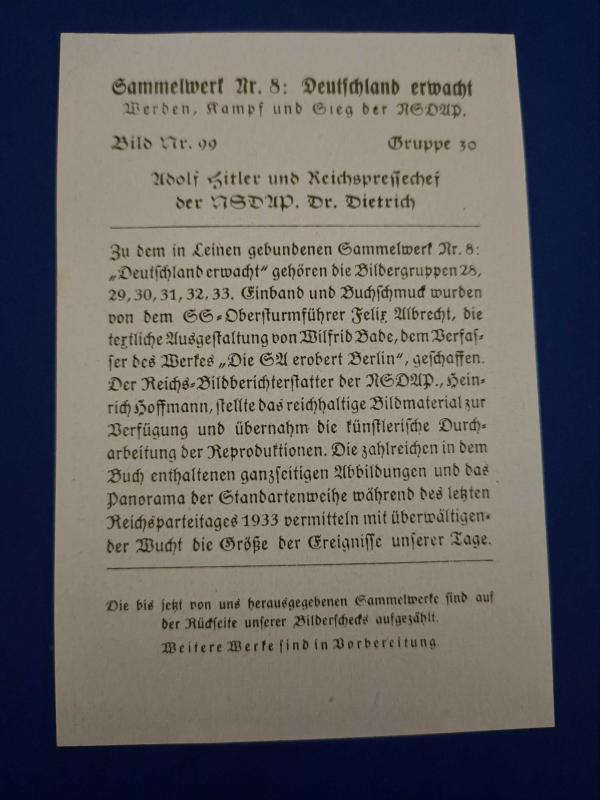 Sammelwerk Nr. 8: Deutschland erwacht
Werden, Kampf und Sieg der NSDAP.
Bild Nr. 99 Gruppe 30
Adolf Hitler und Reichspressechef
der NSDAP. Dr. Dietrich
Zu dem in Leinen gebundenen Sammelwerk Nr. 8:
„Deutschland erwacht“ gehören die Bildergruppen 28,
29, 30, 31, 32, 33. Einband und Buchschmuck wurden
von dem SS-Obersturmführer Felix Albrecht, die
textliche Ausgestaltung von Wilfrid Bade, dem Verfas-
ser des Werkes „Die SA erobert Berlin“, geschaffen.
Der Reichs-Bildberichterstatter der NSDAP., Hein-
rich Hoffmann, stellte das reichhaltige Bildmaterial zur
Verfügung und übernahm die künstlerische Durch-
arbeitung der Reproduktionen. Die zahlreichen in dem
Buch enthaltenen ganzseitigen Abbildungen und das
Panorama der Standartenweihe während des letzten
Reichsparteitages 1933 vermitteln mit überwältigen-
der Wucht die Größe der Ereignisse unserer Tage.
Die bis jetzt von uns herausgegebenen Sammelwerke sind auf
der Rückseite unserer Bilderschecks aufgezählt.
Weitere Werke sind in Vorbereitung.